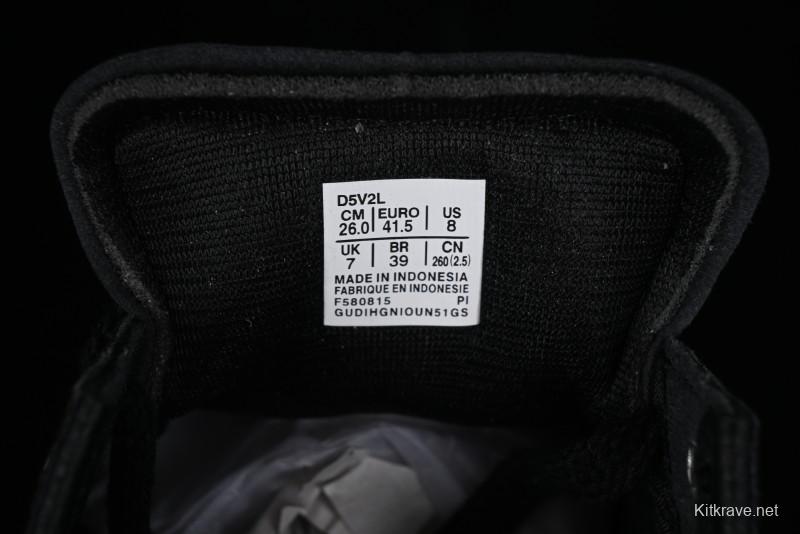 D5V2L
CM | EURO | US
26.0 | 41.5 | 8
UK | BR | CN
7 | 39 | 260(2.5)
MADE IN INDONESIA
FABRIQUE EN INDONESIE
F580815 PI
GUDIHGNIOUN51GS
Kitkrave.net